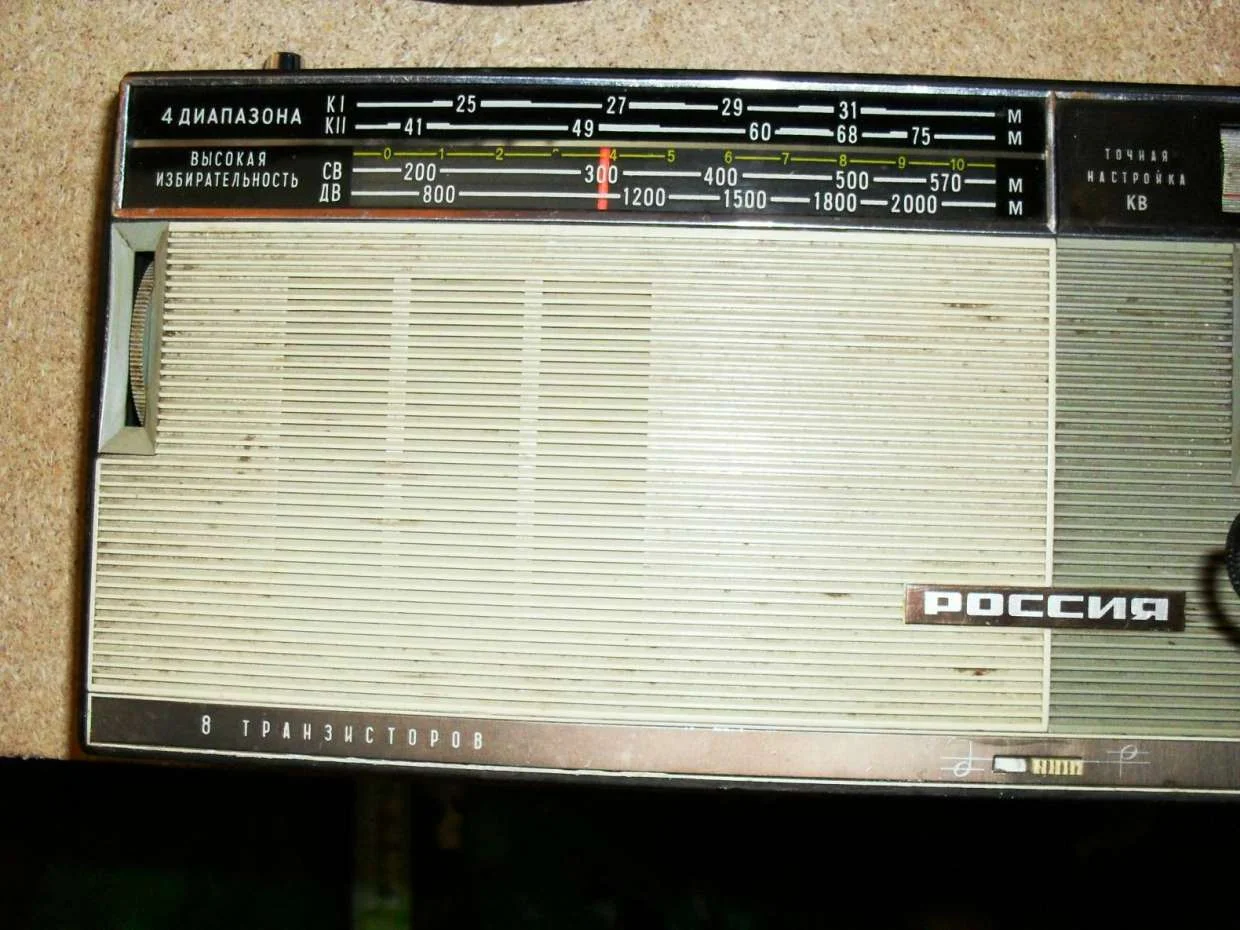 4 ДИАПАЗОНА
КI 25 27 29 31 М
КII 41 49 60 68 75 М
ВЫСОКАЯ
ИЗБИРАТЕЛЬНОСТЬ
0 1 2 3 4 5 6 7 8 9 10
СВ 200 300 400 500 570 М
ДВ 800 1200 1500 1800 2000 М
ТОЧНАЯ
НАСТРОЙКА
КВ
РОССИЯ
8 ТРАНЗИСТОРОВ